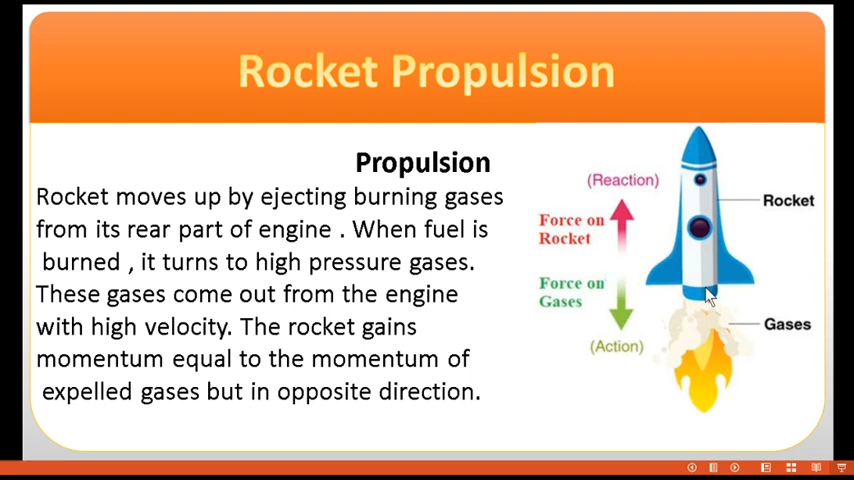 Rocket Propulsion
Propulsion
Rocket moves up by ejecting burning gases
from its rear part of engine . When fuel is
burned , it turns to high pressure gases.
These gases come out from the engine
with high velocity. The rocket gains
momentum equal to the momentum of
expelled gases but in opposite direction.
(Reaction)
Rocket
Force on
Rocket
Force on
Gases
Gases
(Action)